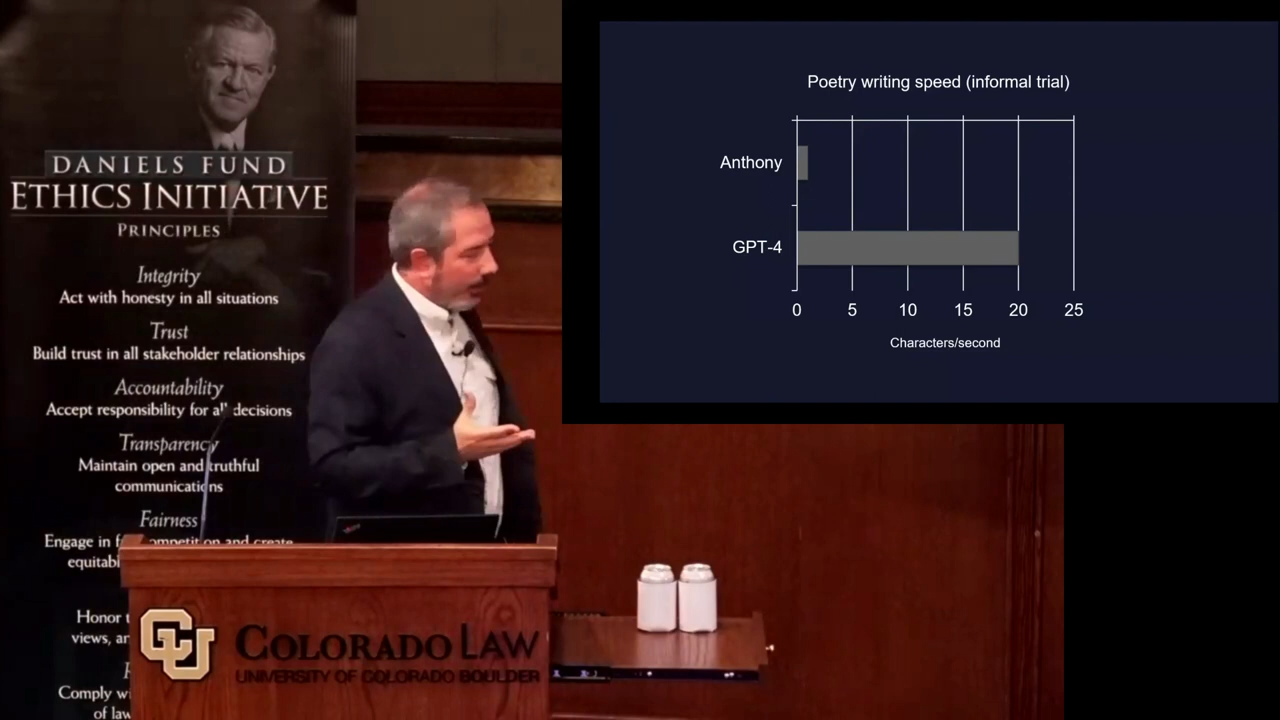 DANIELS FUND
ETHICS INITIATIVE
PRINCIPLES
Integrity
Act with honesty in all situations
Trust
Build trust in all stakeholder relationships
Accountability
Accept responsibility for all decisions
Transparency
Maintain open and truthful
communications
Fairness
Engage in
and create
Honor
views,
Comply
of law
CU
COLORADO LAW
UNIVERSITY OF COLORADO BOULDER
Poetry writing speed (informal trial)
Anthony
GPT-4
0 5 10 15 20 25
Characters/second